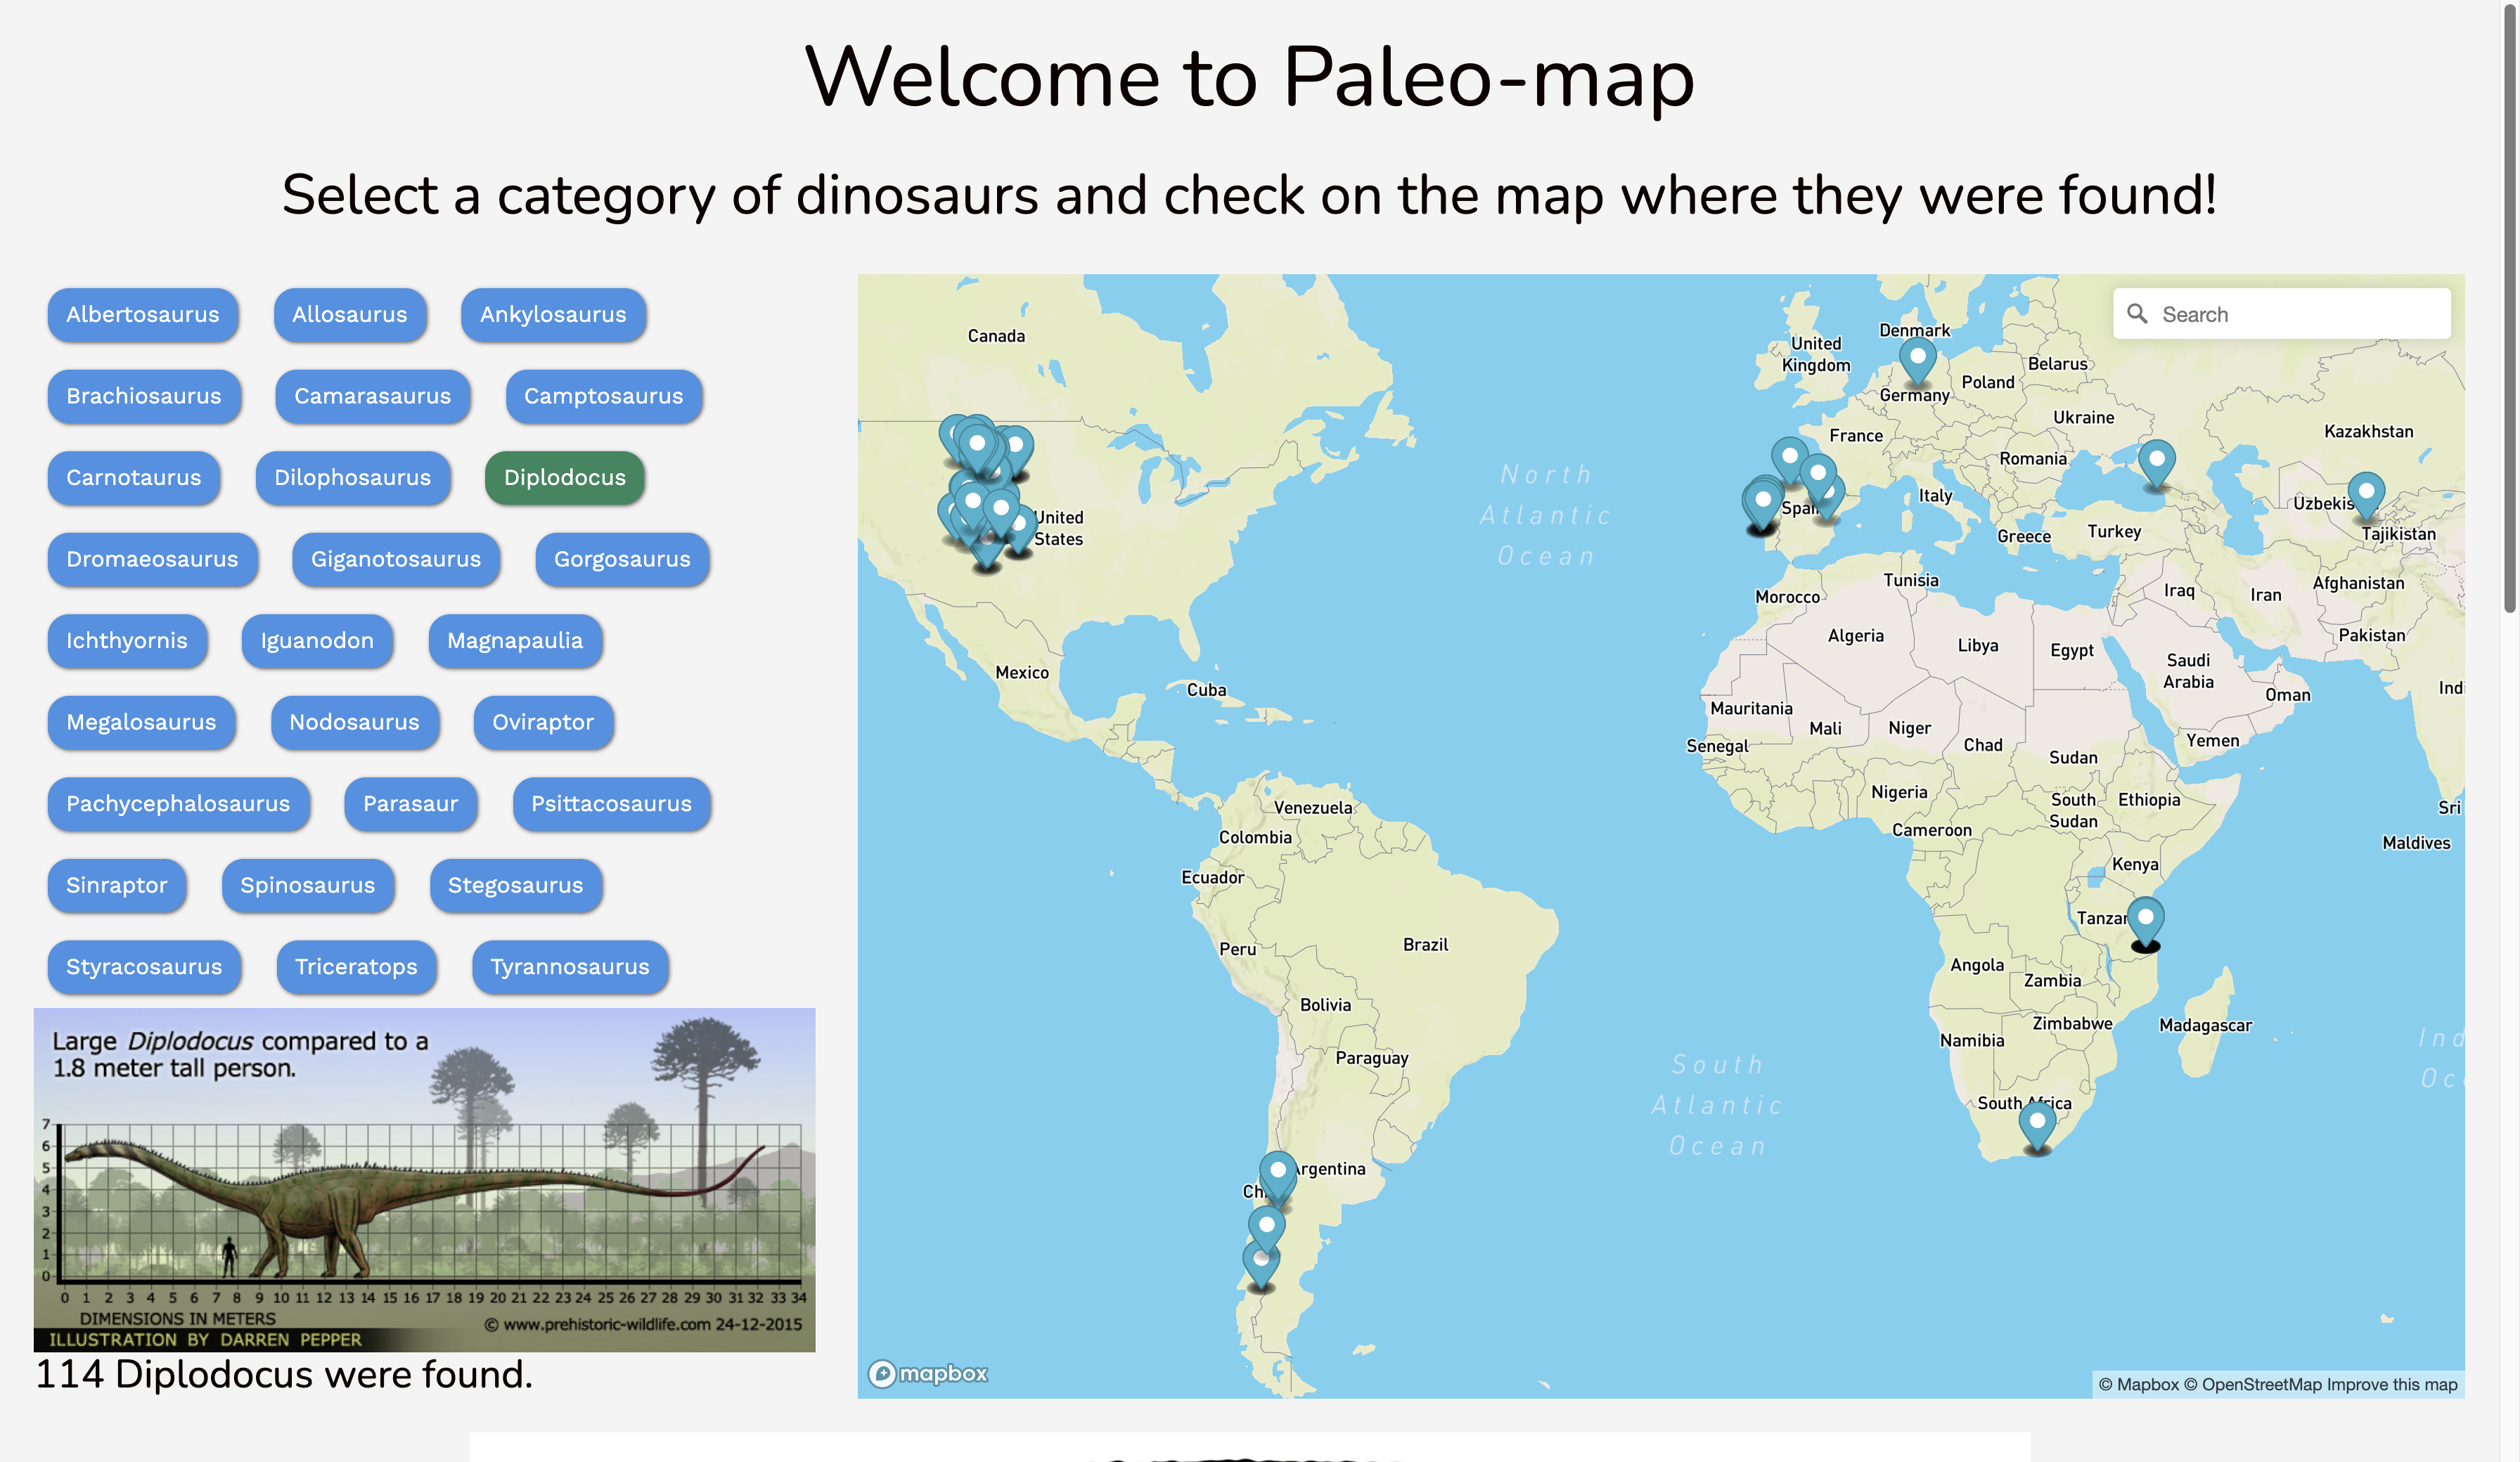 Welcome to Paleo-map
Select a category of dinosaurs and check on the map where they were found!
Albertosaurus Allosaurus Ankylosaurus
Brachiosaurus Camarasaurus Camptosaurus
Carnotaurus Dilophosaurus Diplodocus
Dromaeosaurus Giganotosaurus Gorgosaurus
Ichthyornis Iguanodon Magnapaulia
Megalosaurus Nodosaurus Oviraptor
Pachycephalosaurus Parasaur Psittacosaurus
Sinraptor Spinosaurus Stegosaurus
Styracosaurus Triceratops Tyrannosaurus
Large Diplodocus compared to a
1.8 meter tall person.
7
6
5
4
3
2
1
0
0 1 2 3 4 5 6 7 8 9 10 11 12 13 14 15 16 17 18 19 20 21 22 23 24 25 26 27 28 29 30 31 32 33 34
DIMENSIONS IN METERS
© www.prehistoric-wildlife.com 24-12-2015
ILLUSTRATION BY DARREN PEPPER
114 Diplodocus were found.
Search
Canada
United
States
Mexico
Cuba
Venezuela
Colombia
Ecuador
Peru
Brazil
Bolivia
Paraguay
Argentina
North
Atlantic
Ocean
South
Atlantic
Ocean
Denmark
United
Kingdom
Belarus
Poland
Germany
Ukraine
France
Kazakhstan
Romania
Italy
Uzbekis
Spain
Turkey
Tajikistan
Greece
Tunisia
Afghanistan
Morocco
Iraq
Iran
Algeria
Libya
Egypt
Pakistan
Saudi
Arabia
Indi
Oman
Mauritania
Mali
Niger
Chad
Yemen
Senegal
Sudan
Nigeria
South
Sudan
Ethiopia
Sri
Cameroon
Maldives
Kenya
Tanzan
Angola
Zambia
Zimbabwe
Madagascar
Namibia
South Africa
Ind
Oc
mapbox
© Mapbox © OpenStreetMap Improve this map